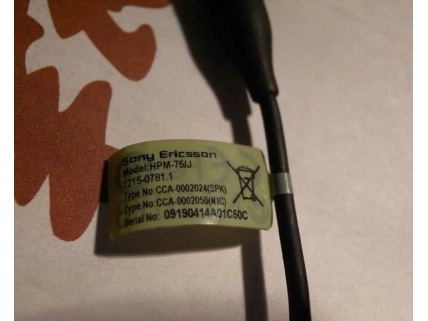 Sony Ericsson
Model:HPM-75/J
1215-0781.1
Type No:CCA-0002024(SPK)
Type No:CCA-0002050(MIC)
Serial No: 09190414A01C50C